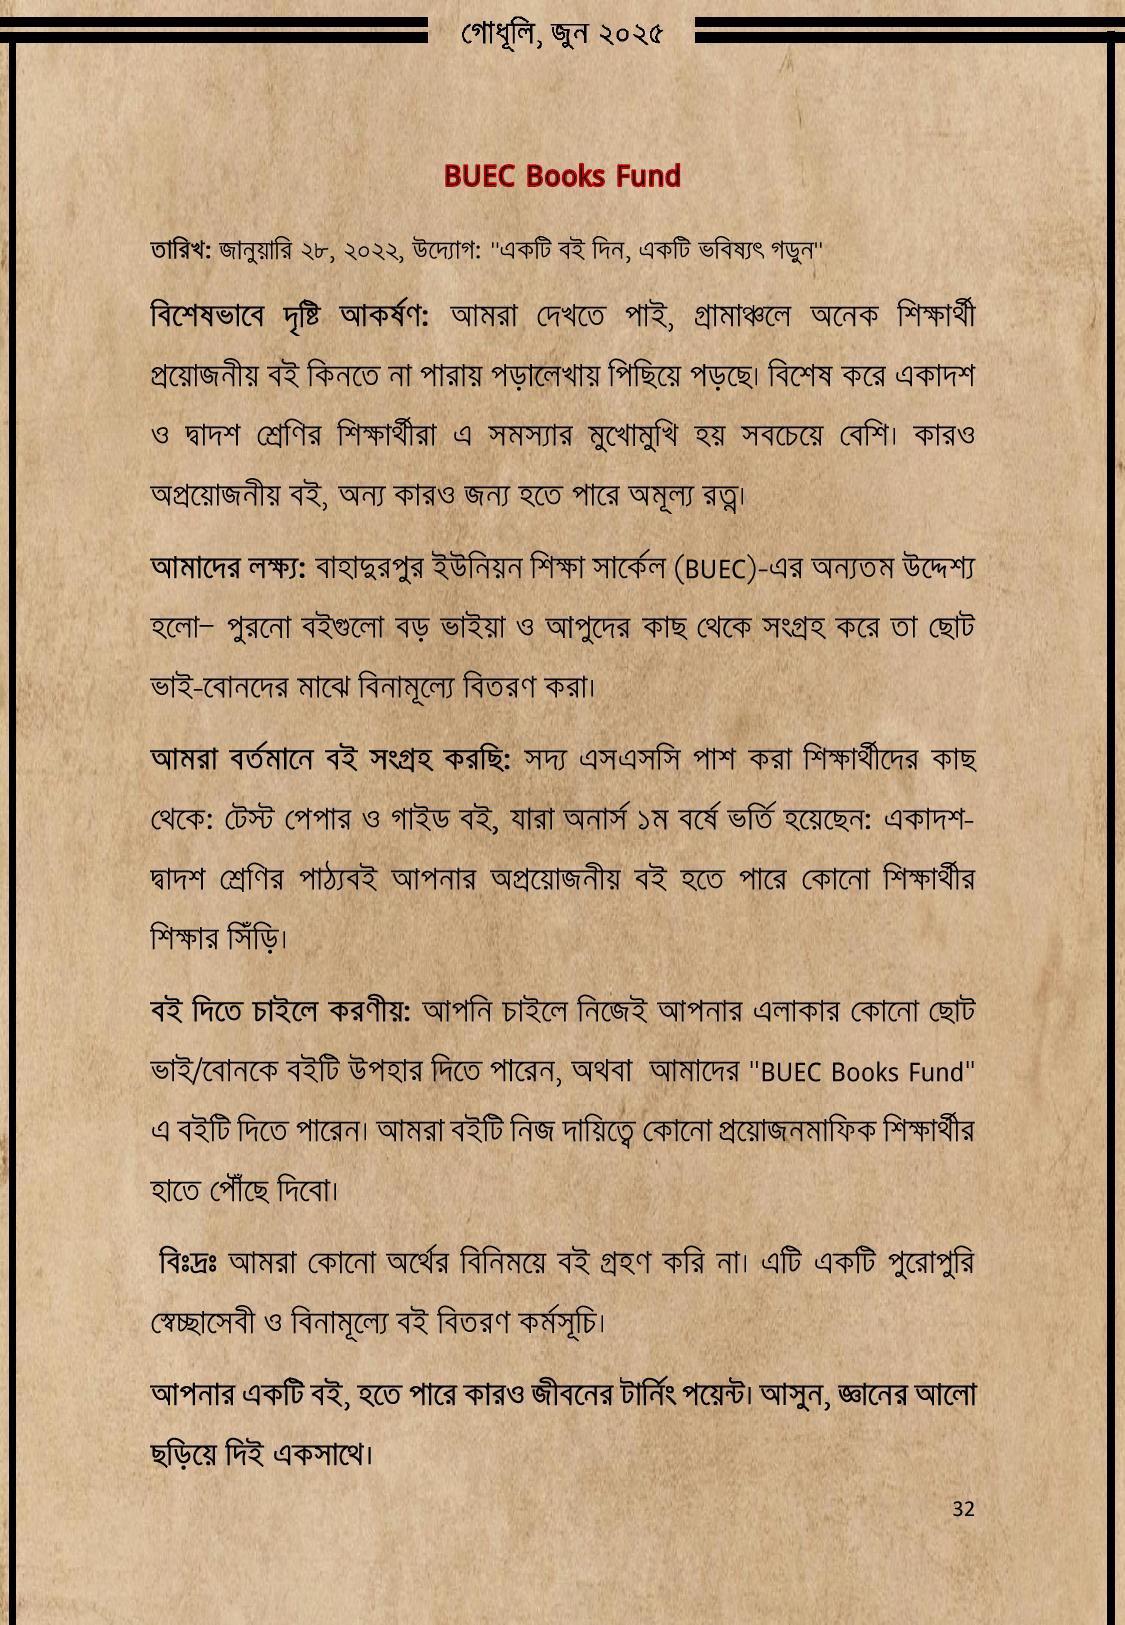 গোধূলি, জুন ২০২৫
BUEC Books Fund
তারিখ: জানুয়ারি ২৮, ২০২২, উদ্যোগ: "একটি বই দিন, একটি ভবিষ্যৎ গড়ুন"
বিশেষভাবে দৃষ্টি আকর্ষণ: আমরা দেখতে পাই, গ্রামাঞ্চলে অনেক শিক্ষার্থী
প্রয়োজনীয় বই কিনতে না পারায় পড়ালেখায় পিছিয়ে পড়ছে। বিশেষ করে একাদশ
ও দ্বাদশ শ্রেণির শিক্ষার্থীরা এ সমস্যার মুখোমুখি হয় সবচেয়ে বেশি। কারও
অপ্রয়োজনীয় বই, অন্য কারও জন্য হতে পারে অমূল্য রত্ন।
আমাদের লক্ষ্য: বাহাদুরপুর ইউনিয়ন শিক্ষা সার্কেল (BUEC)-এর অন্যতম উদ্দেশ্য
হলো– পুরনো বইগুলো বড় ভাইয়া ও আপুদের কাছ থেকে সংগ্রহ করে তা ছোট
ভাই-বোনদের মাঝে বিনামূল্যে বিতরণ করা।
আমরা বর্তমানে বই সংগ্রহ করছি: সদ্য এসএসসি পাশ করা শিক্ষার্থীদের কাছ
থেকে: টেস্ট পেপার ও গাইড বই, যারা অনার্স ১ম বর্ষে ভর্তি হয়েছেন: একাদশ-
দ্বাদশ শ্রেণির পাঠ্যবই আপনার অপ্রয়োজনীয় বই হতে পারে কোনো শিক্ষার্থীর
শিক্ষার সিঁড়ি।
বই দিতে চাইলে করণীয়: আপনি চাইলে নিজেই আপনার এলাকার কোনো ছোট
ভাই/বোনকে বইটি উপহার দিতে পারেন, অথবা আমাদের "BUEC Books Fund"
এ বইটি দিতে পারেন। আমরা বইটি নিজ দায়িত্বে কোনো প্রয়োজনমাফিক শিক্ষার্থীর
হাতে পৌঁছে দিবো।
বিঃদ্রঃ আমরা কোনো অর্থের বিনিময়ে বই গ্রহণ করি না। এটি একটি পুরোপুরি
স্বেচ্ছাসেবী ও বিনামূল্যে বই বিতরণ কর্মসূচি।
আপনার একটি বই, হতে পারে কারও জীবনের টার্নিং পয়েন্ট। আসুন, জ্ঞানের আলো
ছড়িয়ে দিই একসাথে।
32